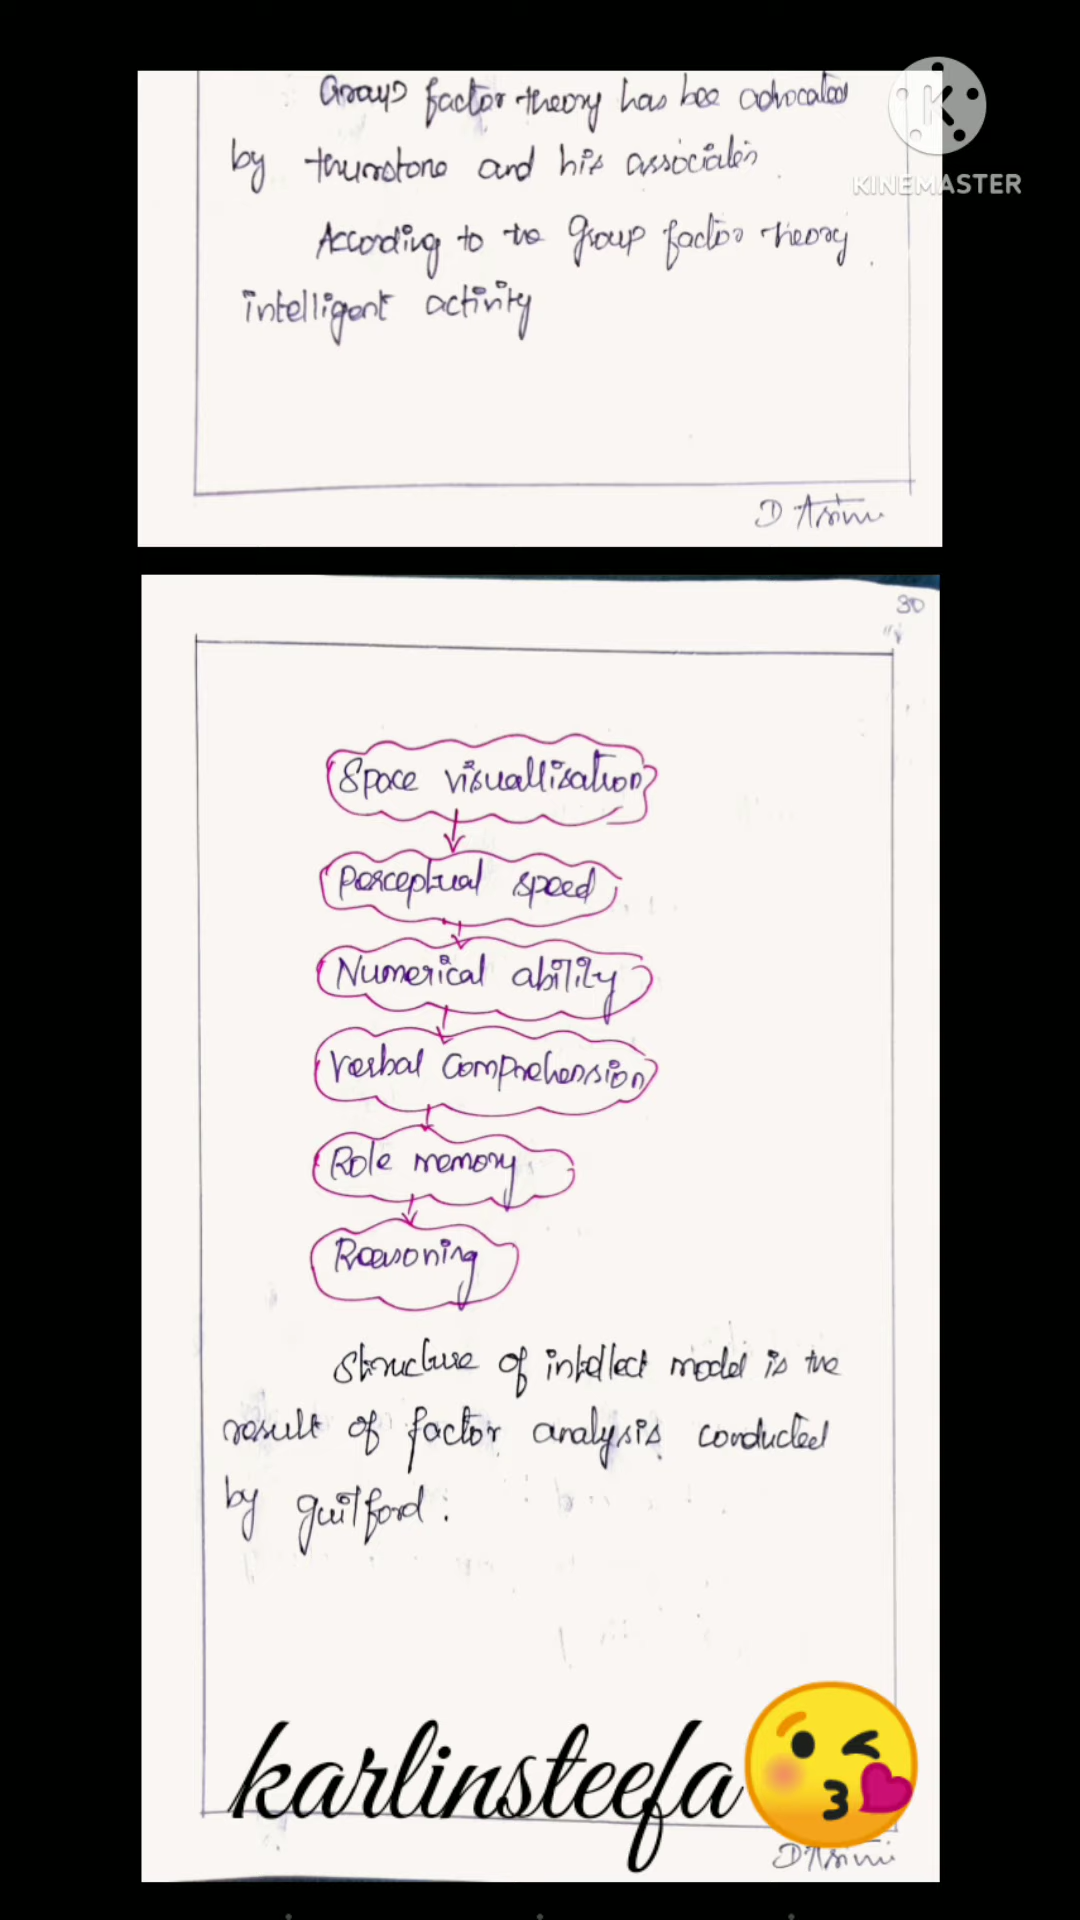 Group factor theory has bee advocated
by thurstone and his associates
According to the Group factor theory
intelligent activity
KINEMASTER
D
30
Space visuallisation
Perceptual speed
Numerical ability
Verbal comprehension
Role memory
Reasoning
Structure of intellect model is the
result of factor analysis conducted
by guilford:
karlinsteefa
D